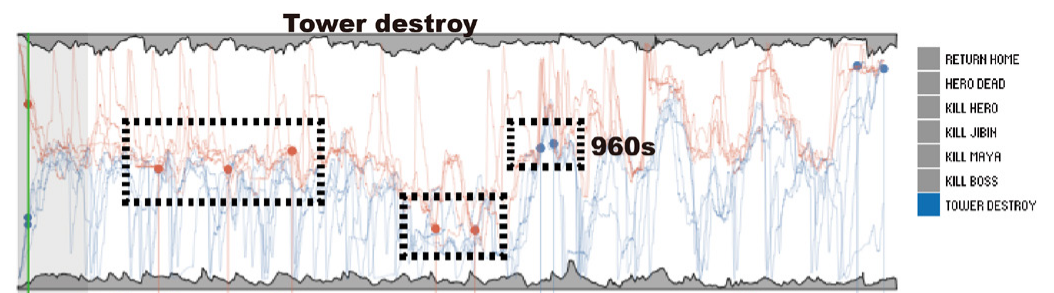 Tower destroy
960s
RETURN HOME
HERO DEAD
KILL HERO
KILL JIBIN
KILL MAYA
KILL BOSS
TOWER DESTROY